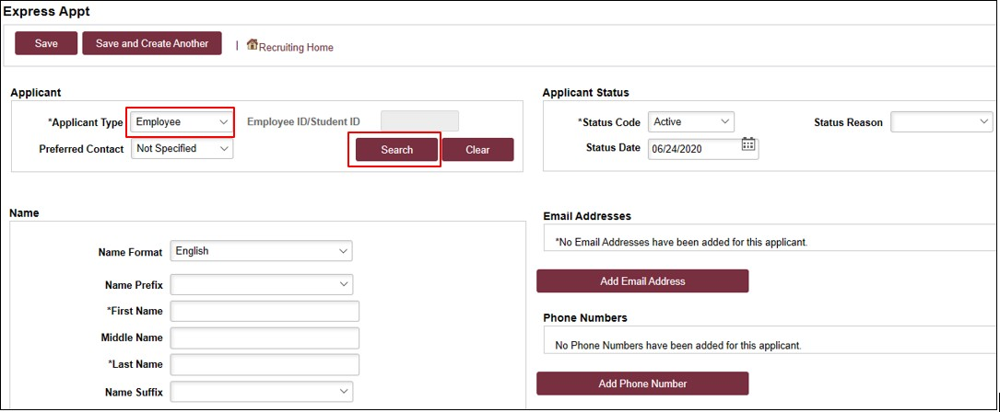 Express Appt
Save Save and Create Another | Recruiting Home
Applicant
*Applicant Type Employee Employee ID/Student ID
Preferred Contact Not Specified Search Clear
Applicant Status
*Status Code Active Status Reason
Status Date 06/24/2020
Name
Name Format English
Name Prefix
*First Name
Middle Name
*Last Name
Name Suffix
Email Addresses
*No Email Addresses have been added for this applicant.
Add Email Address
Phone Numbers
No Phone Numbers have been added for this applicant.
Add Phone Number